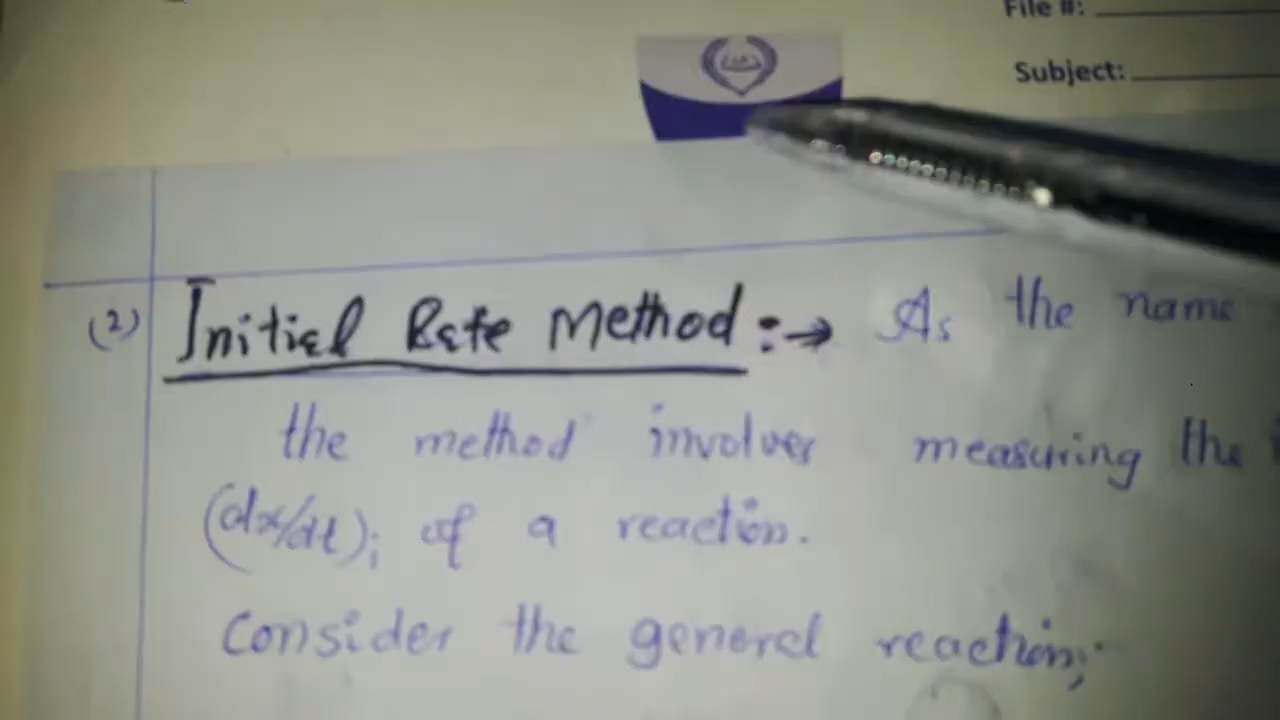 File #:
Subject:
(2) Initial Rate Method :→ As the name
the method involves measuring the
(dx/dt)i of a reaction.
Consider the general reaction;